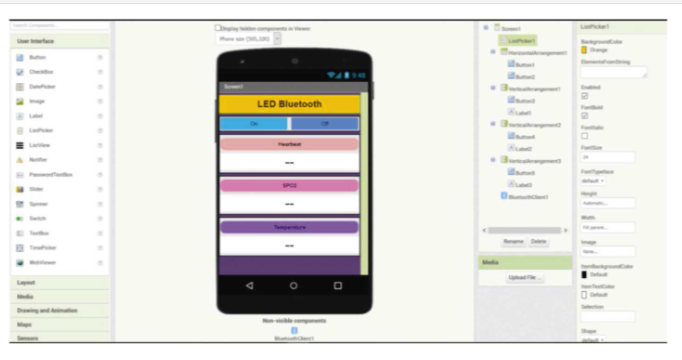 Search Components...
User Interface
Button
CheckBox
DatePicker
Image
Label
ListPicker
ListView
Notifier
PasswordTextBox
Slider
Spinner
Switch
TextBox
TimePicker
WebViewer
Layout
Media
Drawing and Animation
Maps
Sensors
Display hidden components in Viewer
Phone size (505,320)
9:48
Screen1
LED Bluetooth
On
Off
Hearbeat
--
SPO2
--
Temperature
--
Non-visible components
BluetoothClient1
Screen1
ListPicker1
HorizontalArrangement1
Button1
Button2
VerticalArrangement1
Button3
Label1
VerticalArrangement2
Button4
Label2
VerticalArrangement3
Button5
Label3
BluetoothClient1
Rename Delete
Media
Upload File ...
ListPicker1
BackgroundColor
Orange
ElementsFromString
Enabled
FontBold
FontItalic
FontSize
24
FontTypeface
default
Height
Automatic...
Width
Fill parent...
Image
None...
ItemBackgroundColor
Default
ItemTextColor
Default
Selection
Shape
default